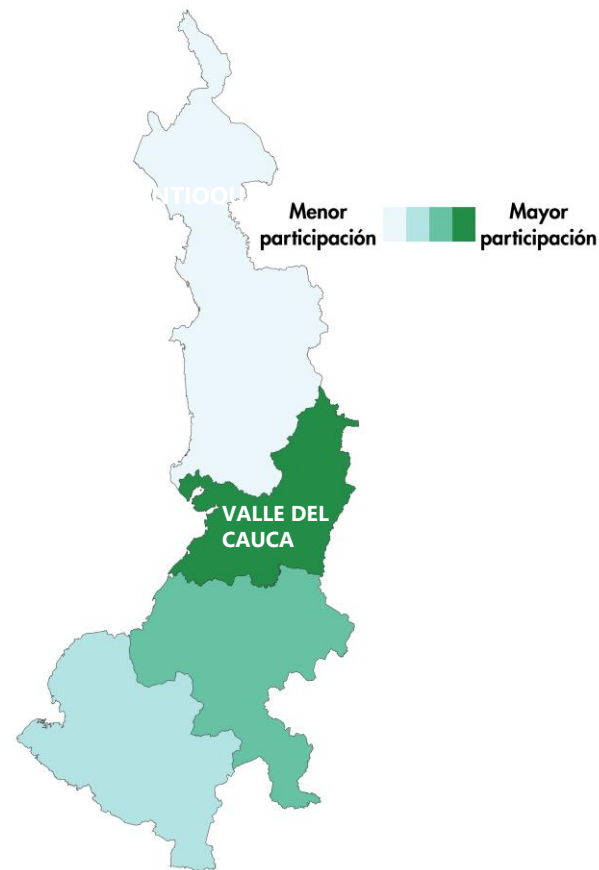 Menor
participación
Mayor
participación
VALLE DEL
CAUCA